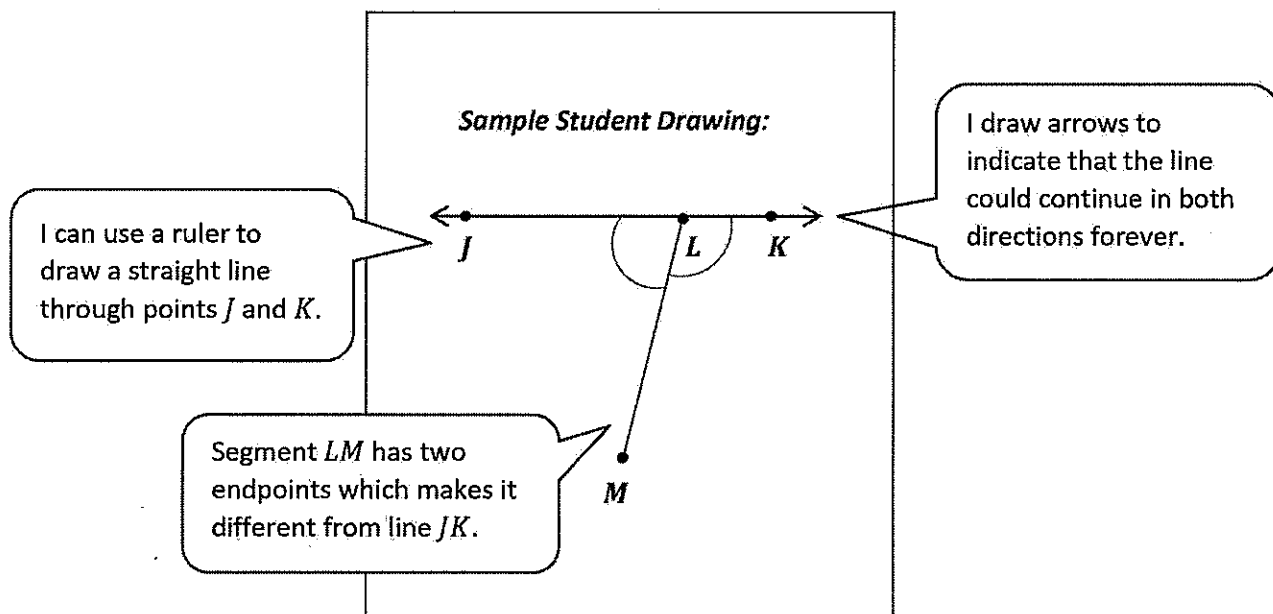 Sample Student Drawing:
I draw arrows to
indicate that the line
could continue in both
directions forever.
I can use a ruler to
draw a straight line
through points J and K.
J
L
K
Segment LM has two
endpoints which makes it
different from line JK.
M